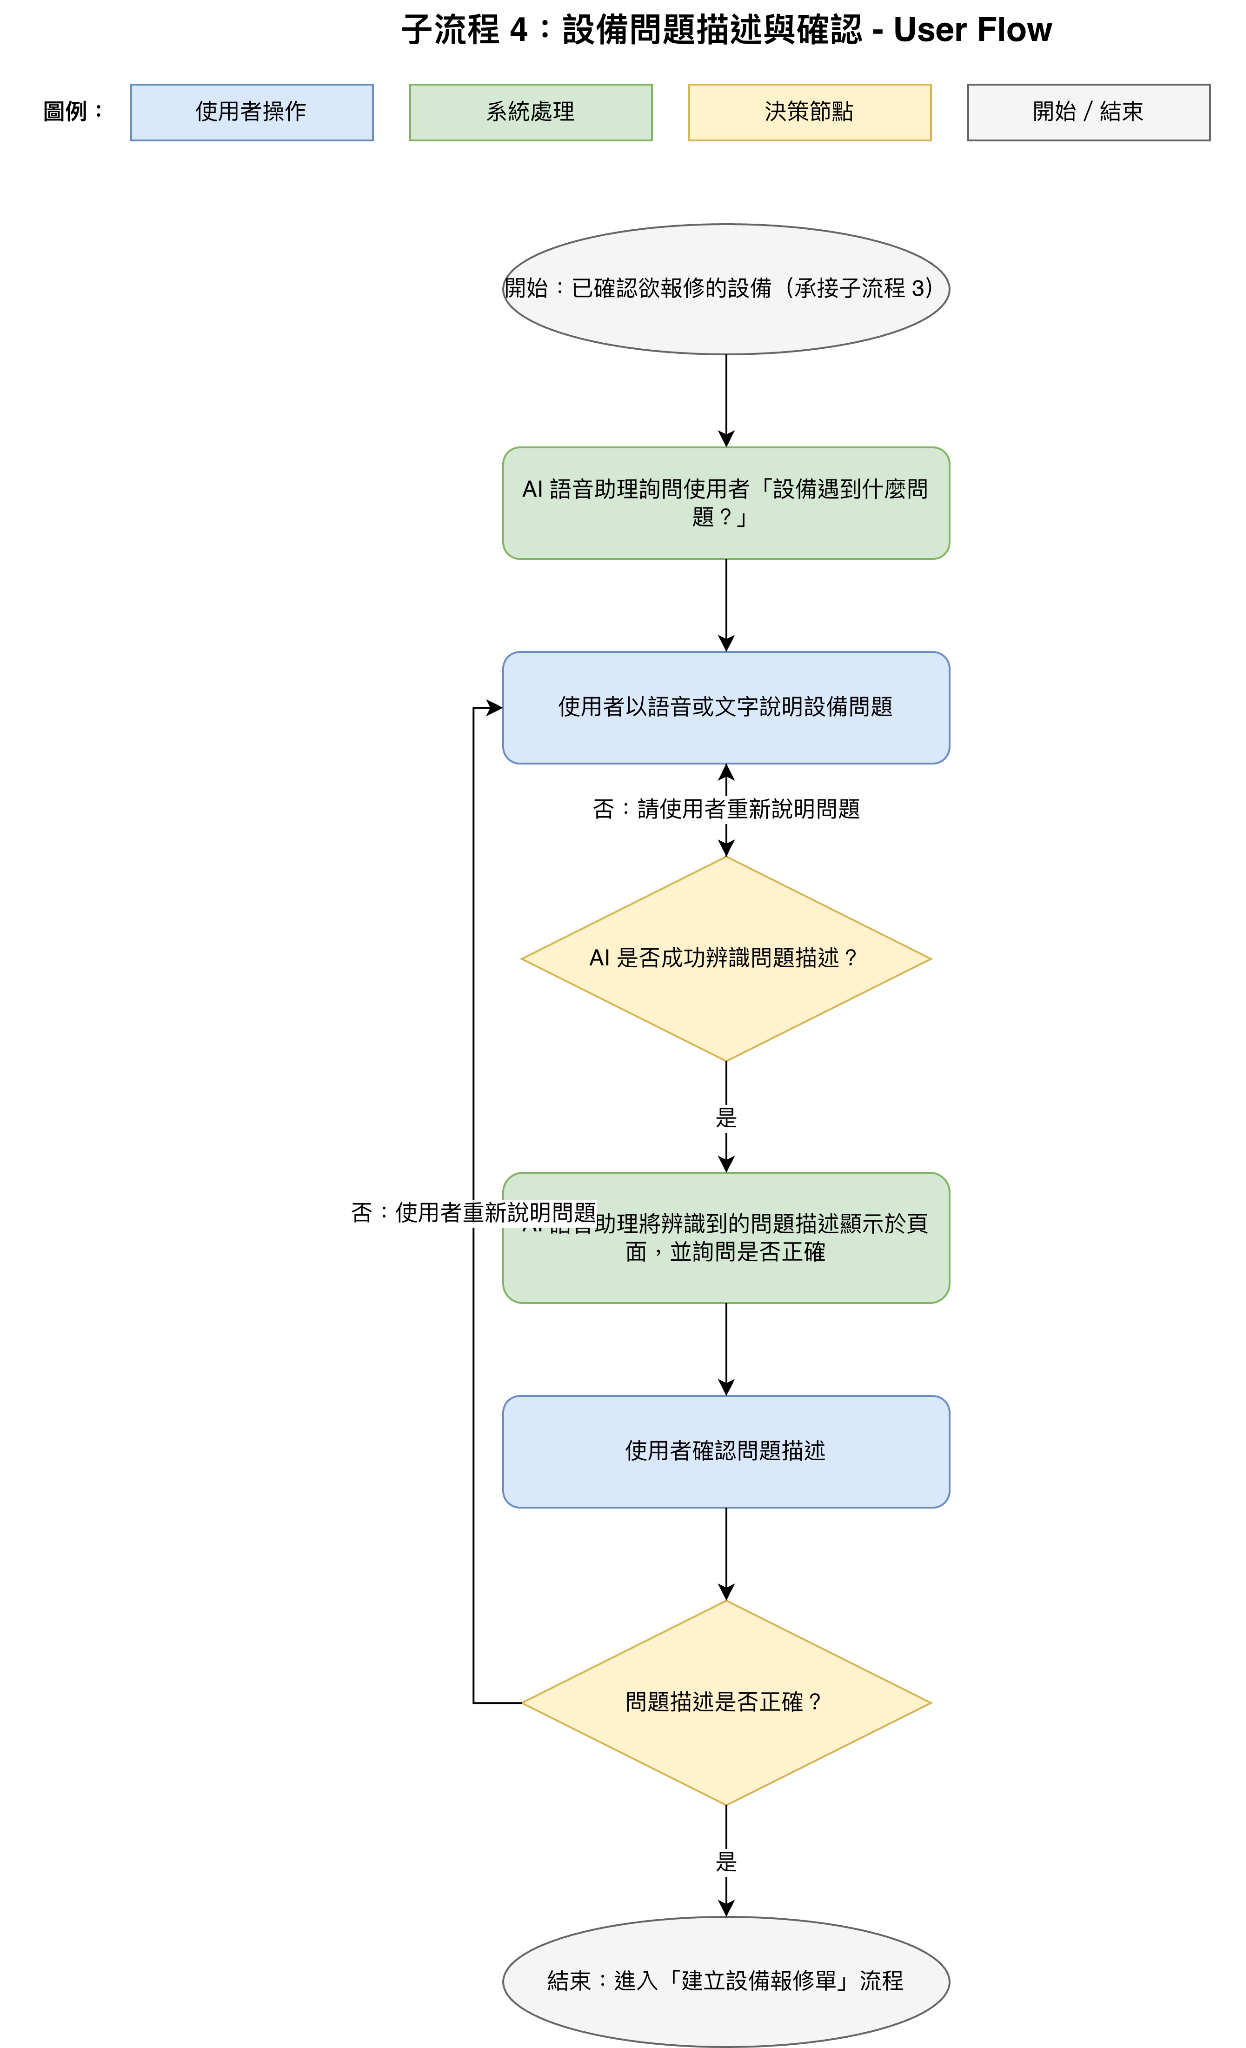 子流程 4：設備問題描述與確認 - User Flow
圖例：
使用者操作
系統處理
決策節點
開始 / 結束
開始：已確認欲報修的設備（承接子流程 3）
AI 語音助理詢問使用者「設備遇到什麼問
題？」
使用者以語音或文字說明設備問題
否：請使用者重新說明問題
AI 是否成功辨識問題描述？
是
否：使用者重新說明問題
AI 語音助理將辨識到的問題描述顯示於頁
面，並詢問是否正確
使用者確認問題描述
問題描述是否正確？
是
結束：進入「建立設備報修單」流程